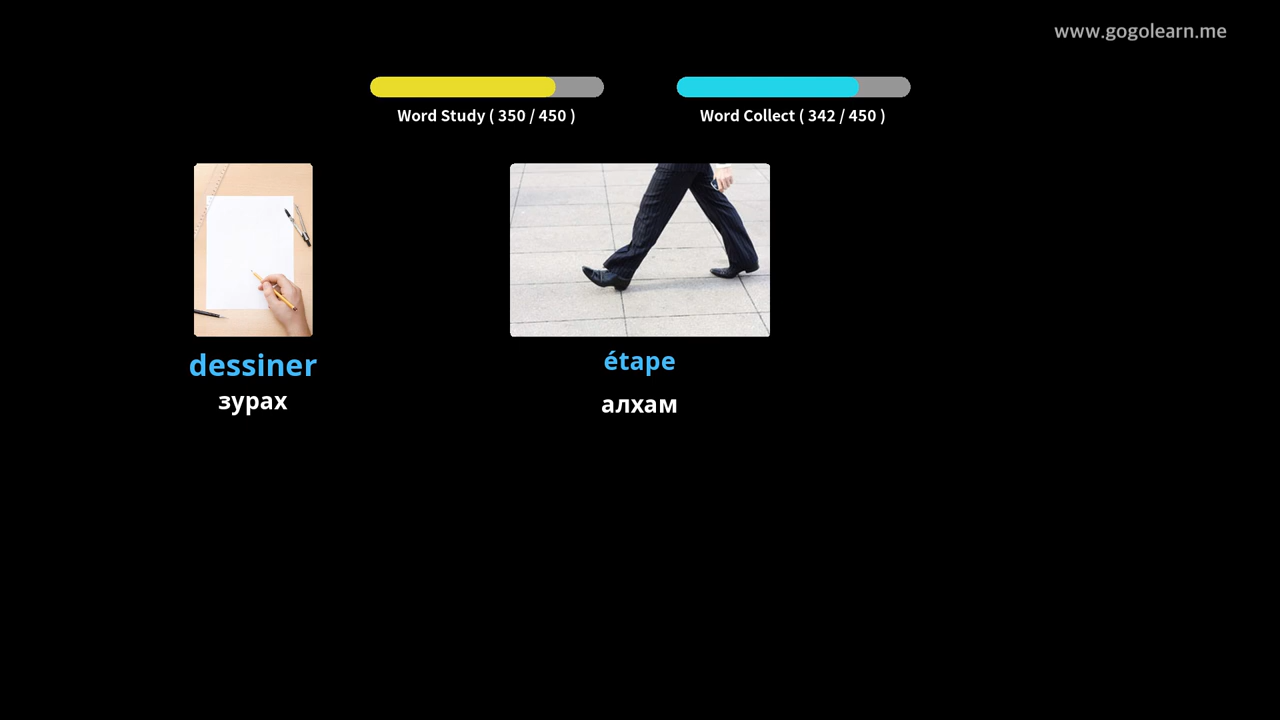 www.gogolearn.me
Word Study ( 350 / 450 )
Word Collect ( 342 / 450 )
dessiner
зурах
étape
алхам